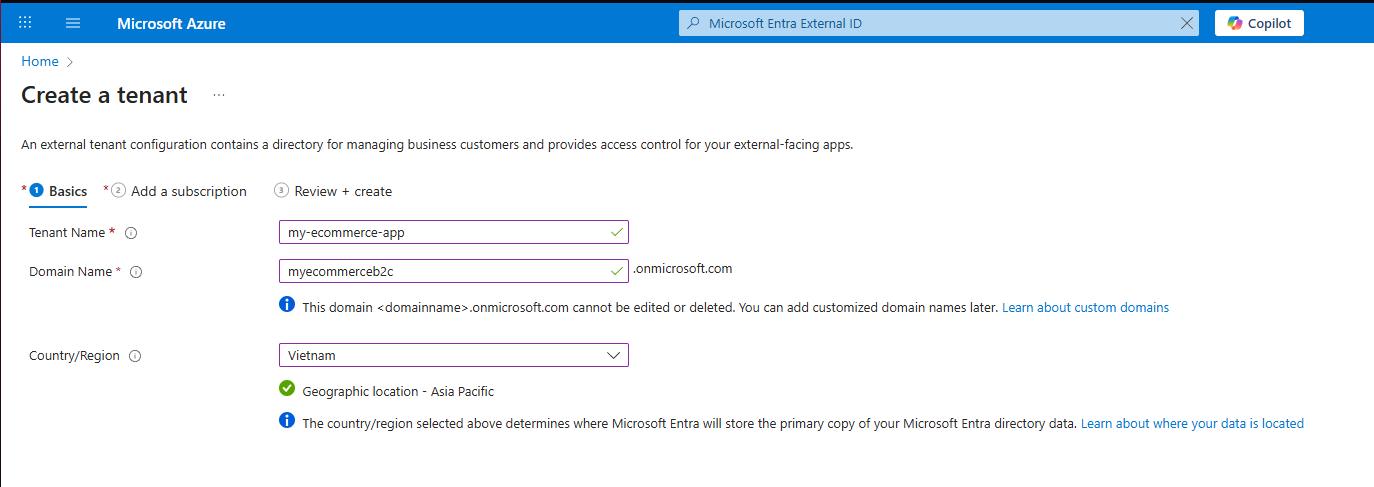 Microsoft Azure
Microsoft Entra External ID
Copilot
Home
Create a tenant
An external tenant configuration contains a directory for managing business customers and provides access control for your external-facing apps.
* 1 Basics * 2 Add a subscription 3 Review + create
Tenant Name * my-ecommerce-app
Domain Name * myecommerceb2c .onmicrosoft.com
This domain <domainname>.onmicrosoft.com cannot be edited or deleted. You can add customized domain names later. Learn about custom domains
Country/Region Vietnam
Geographic location - Asia Pacific
The country/region selected above determines where Microsoft Entra will store the primary copy of your Microsoft Entra directory data. Learn about where your data is located